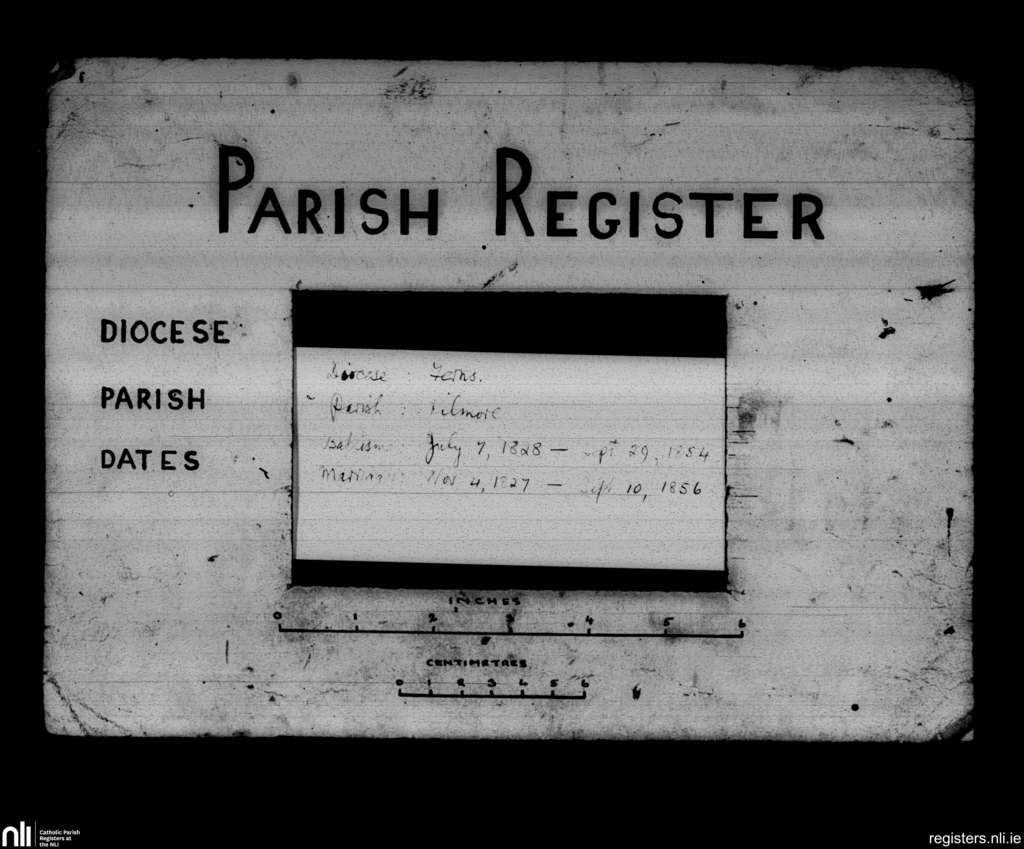 PARISH REGISTER
DIOCESE
PARISH
DATES
Diocese : Ferns.
Parish : Kilmore
Baptisms : July 7, 1828 — Sept 29, 1854
Marriages : Nov 4, 1827 — Sept 10, 1856
INCHES
0 1 2 3 4 5 6
CENTIMETRES
0 1 2 3 4 5 6
nli
Catholic Parish
Registers at
the NLI
registers.nli.ie